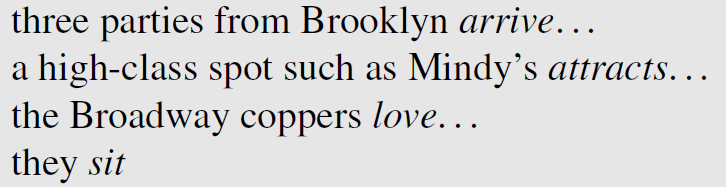 three parties from Brooklyn arrive...
a high-class spot such as Mindy’s attracts...
the Broadway coppers love...
they sit